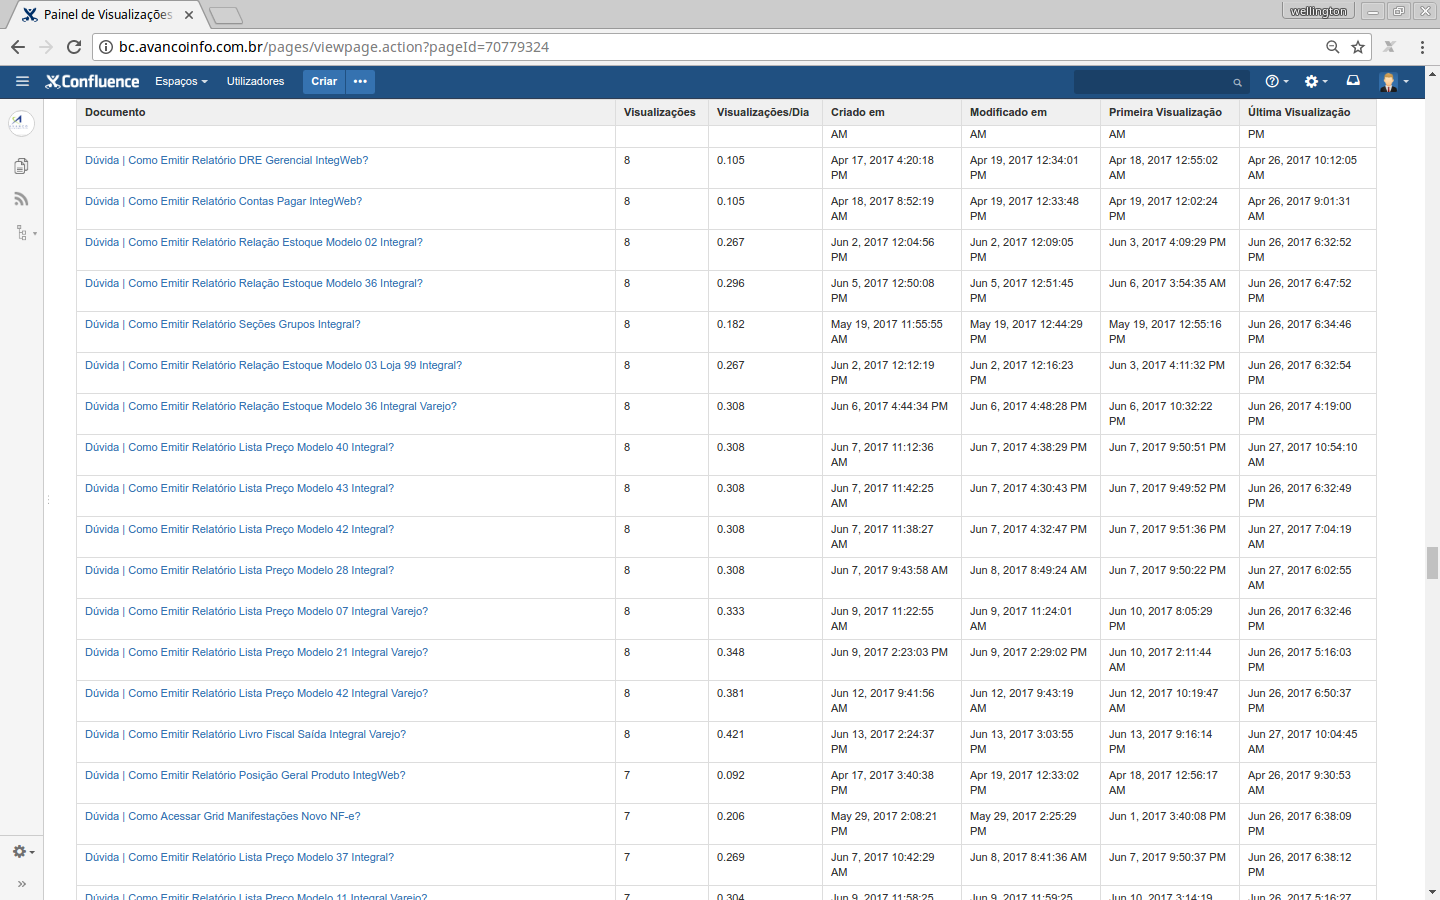 Painel de Visualizações
wellington
bc.avancoinfo.com.br/pages/viewpage.action?pageId=70779324
Confluence Espaços Utilizadores Criar •••
Documento Visualizações Visualizações/Dia Criado em Modificado em Primeira Visualização Última Visualização
AM AM AM PM
Dúvida | Como Emitir Relatório DRE Gerencial IntegWeb? 8 0.105 Apr 17, 2017 4:20:18 Apr 19, 2017 12:34:01 Apr 18, 2017 12:55:02 Apr 26, 2017 10:12:05
PM PM AM AM
Dúvida | Como Emitir Relatório Contas Pagar IntegWeb? 8 0.105 Apr 18, 2017 8:52:19 Apr 19, 2017 12:33:48 Apr 19, 2017 12:02:24 Apr 26, 2017 9:01:31
AM PM PM AM
Dúvida | Como Emitir Relatório Relação Estoque Modelo 02 Integral? 8 0.267 Jun 2, 2017 12:04:56 Jun 2, 2017 12:09:05 Jun 3, 2017 4:09:29 PM Jun 26, 2017 6:32:52
PM PM PM
Dúvida | Como Emitir Relatório Relação Estoque Modelo 36 Integral? 8 0.296 Jun 5, 2017 12:50:08 Jun 5, 2017 12:51:45 Jun 6, 2017 3:54:35 AM Jun 26, 2017 6:47:52
PM PM PM
Dúvida | Como Emitir Relatório Seções Grupos Integral? 8 0.182 May 19, 2017 11:55:55 May 19, 2017 12:44:29 May 19, 2017 12:55:16 Jun 26, 2017 6:34:46
AM PM PM PM
Dúvida | Como Emitir Relatório Relação Estoque Modelo 03 Loja 99 Integral? 8 0.267 Jun 2, 2017 12:12:19 Jun 2, 2017 12:16:23 Jun 3, 2017 4:11:32 PM Jun 26, 2017 6:32:54
PM PM PM
Dúvida | Como Emitir Relatório Relação Estoque Modelo 36 Integral Varejo? 8 0.308 Jun 6, 2017 4:44:34 PM Jun 6, 2017 4:48:28 PM Jun 6, 2017 10:32:22 Jun 26, 2017 4:19:00
PM PM
Dúvida | Como Emitir Relatório Lista Preço Modelo 40 Integral? 8 0.308 Jun 7, 2017 11:12:36 Jun 7, 2017 4:38:29 PM Jun 7, 2017 9:50:51 PM Jun 27, 2017 10:54:10
AM AM
Dúvida | Como Emitir Relatório Lista Preço Modelo 43 Integral? 8 0.308 Jun 7, 2017 11:42:25 Jun 7, 2017 4:30:43 PM Jun 7, 2017 9:49:52 PM Jun 26, 2017 6:32:49
AM PM
Dúvida | Como Emitir Relatório Lista Preço Modelo 42 Integral? 8 0.308 Jun 7, 2017 11:38:27 Jun 7, 2017 4:32:47 PM Jun 7, 2017 9:51:36 PM Jun 27, 2017 7:04:19
AM AM
Dúvida | Como Emitir Relatório Lista Preço Modelo 28 Integral? 8 0.308 Jun 7, 2017 9:43:58 AM Jun 8, 2017 8:49:24 AM Jun 7, 2017 9:50:22 PM Jun 27, 2017 6:02:55
AM
Dúvida | Como Emitir Relatório Lista Preço Modelo 07 Integral Varejo? 8 0.333 Jun 9, 2017 11:22:55 Jun 9, 2017 11:24:01 Jun 10, 2017 8:05:29 Jun 26, 2017 6:32:46
AM AM PM PM
Dúvida | Como Emitir Relatório Lista Preço Modelo 21 Integral Varejo? 8 0.348 Jun 9, 2017 2:23:03 PM Jun 9, 2017 2:29:02 PM Jun 10, 2017 2:11:44 Jun 26, 2017 5:16:03
AM PM
Dúvida | Como Emitir Relatório Lista Preço Modelo 42 Integral Varejo? 8 0.381 Jun 12, 2017 9:41:56 Jun 12, 2017 9:43:19 Jun 12, 2017 10:19:47 Jun 26, 2017 6:50:37
AM AM AM PM
Dúvida | Como Emitir Relatório Livro Fiscal Saída Integral Varejo? 8 0.421 Jun 13, 2017 2:24:37 Jun 13, 2017 3:03:55 Jun 13, 2017 9:16:14 Jun 27, 2017 10:04:45
PM PM PM AM
Dúvida | Como Emitir Relatório Posição Geral Produto IntegWeb? 7 0.092 Apr 17, 2017 3:40:38 Apr 19, 2017 12:33:02 Apr 18, 2017 12:56:17 Apr 26, 2017 9:30:53
PM PM AM AM
Dúvida | Como Acessar Grid Manifestações Novo NF-e? 7 0.206 May 29, 2017 2:08:21 May 29, 2017 2:25:29 Jun 1, 2017 3:40:08 PM Jun 26, 2017 6:38:09
PM PM PM
Dúvida | Como Emitir Relatório Lista Preço Modelo 37 Integral? 7 0.269 Jun 7, 2017 10:42:29 Jun 8, 2017 8:41:36 AM Jun 7, 2017 9:50:37 PM Jun 26, 2017 6:38:12
AM PM
Dúvida | Como Emitir Relatório Lista Preço Modelo 11 Integral Varejo? 7 0.304 Jun 9, 2017 11:58:25 Jun 9, 2017 11:59:25 Jun 10, 2017 3:14:19 Jun 26, 2017 5:16:27